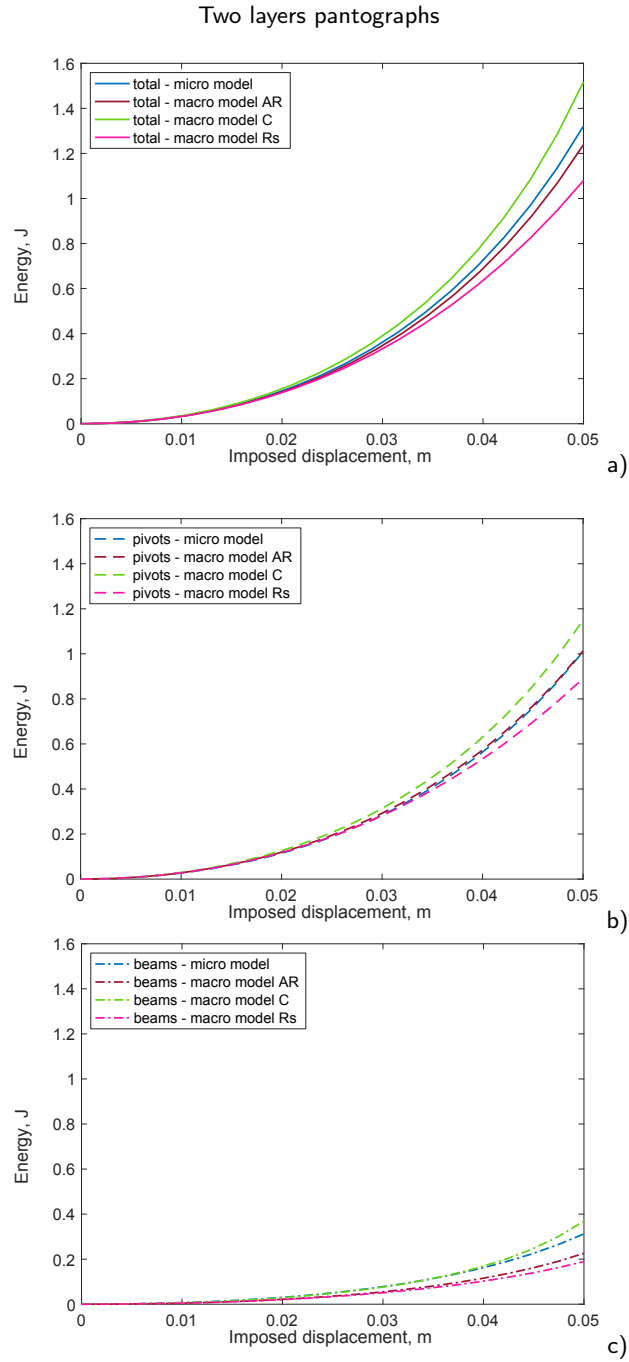 Two layers pantographs
1.6
1.4
1.2
1
0.8
0.6
0.4
0.2
0
Energy, J
total - micro model
total - macro model AR
total - macro model C
total - macro model Rs
0 0.01 0.02 0.03 0.04 0.05
Imposed displacement, m
a)
1.6
1.4
1.2
1
0.8
0.6
0.4
0.2
0
Energy, J
pivots - micro model
pivots - macro model AR
pivots - macro model C
pivots - macro model Rs
0 0.01 0.02 0.03 0.04 0.05
Imposed displacement, m
b)
1.6
1.4
1.2
1
0.8
0.6
0.4
0.2
0
Energy, J
beams - micro model
beams - macro model AR
beams - macro model C
beams - macro model Rs
0 0.01 0.02 0.03 0.04 0.05
Imposed displacement, m
c)